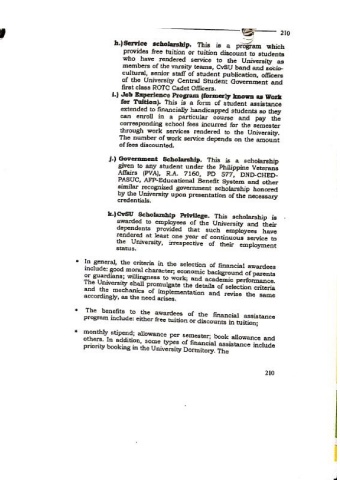 210
h.)Service scholarship. This is a program which
provides free tuition or tuition discount to students
who have rendered service to the University as
members of the varsity teams, CvSU band and socio-
cultural, senior staff of student publication, officers
of the University Central Student Government and
first class ROTC Cadet Officers.
i.) Job Experience Program (formerly known as Work
for Tuition). This is a form of student assistance
extended to financially handicapped students so they
can enroll in a particular course and pay the
corresponding school fees incurred for the semester
through work services rendered to the University.
The number of work service depends on the amount
of fees discounted.
j.) Government Scholarship. This is a scholarship
given to any student under the Philippine Veterans
Affairs (PVA), R.A. 7160, PD 577, DND-CHED-
PASUC, AFP-Educational Benefit System and other
similar recognized government scholarship honored
by the University upon presentation of the necessary
credentials.
k.)CvSU Scholarship Privilege. This scholarship is
awarded to employees of the University and their
dependents provided that such employees have
rendered at least one year of continuous service to
the University, irrespective of their employment
status.
• In general, the criteria in the selection of financial awardees
include: good moral character; economic background of parents
or guardians; willingness to work; and academic performance.
The University shall promulgate the details of selection criteria
and the mechanics of implementation and revise the same
accordingly, as the need arises.
• The benefits to the awardees of the financial assistance
program include: either free tuition or discounts in tuition;
• monthly stipend; allowance per semester; book allowance and
others. In addition, some types of financial assistance include
priority booking in the University Dormitory. The
210